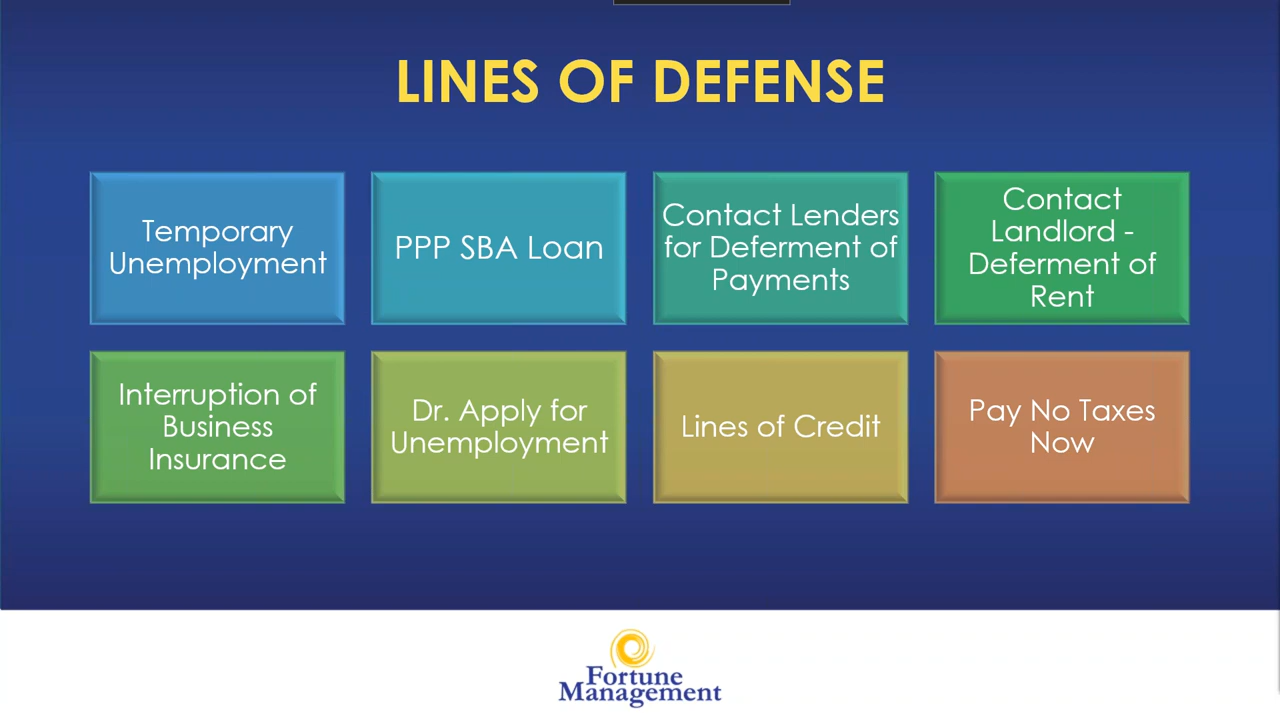 LINES OF DEFENSE
Temporary
Unemployment
PPP SBA Loan
Contact Lenders
for Deferment of
Payments
Contact
Landlord -
Deferment of
Rent
Interruption of
Business
Insurance
Dr. Apply for
Unemployment
Lines of Credit
Pay No Taxes
Now
Fortune
Management